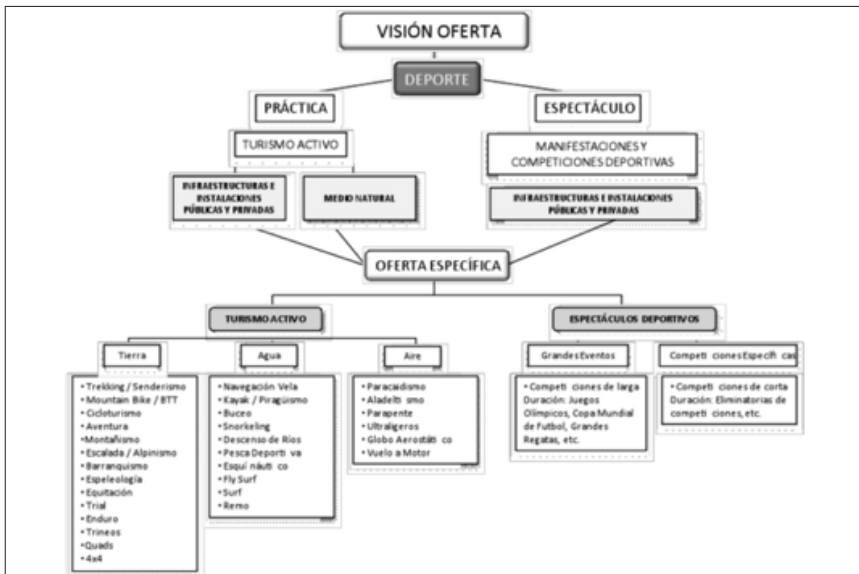 VISIÓN OFERTA
DEPORTE
PRÁCTICA
ESPECTÁCULO
TURISMO ACTIVO
MANIFESTACIONES Y
COMPETICIONES DEPORTIVAS
INFRAESTRUCTURAS E
INSTALACIONES
PÚBLICAS Y PRIVADAS
MEDIO NATURAL
INFRAESTRUCTURAS E INSTALACIONES
PÚBLICAS Y PRIVADAS
OFERTA ESPECÍFICA
TURISMO ACTIVO
ESPECTÁCULOS DEPORTIVOS
Tierra
• Trekking / Senderismo
• Mountain Bike / BTT
• Cicloturismo
• Aventura
• Montañismo
• Escalada / Alpinismo
• Barranquismo
• Espeleología
• Equitación
• Trial
• Enduro
• Trineos
• Quads
• 4x4
Agua
• Navegación Vela
• Kayak / Piragüismo
• Buceo
• Snorkeling
• Descenso de Ríos
• Pesca Deporti va
• Esquí náuti co
• Fly Surf
• Surf
• Remo
Aire
• Paracaidismo
• Aladelti smo
• Parapente
• Ultraligeros
• Globo Aerostáti co
• Vuelo a Motor
Grandes Eventos
• Competi ciones de larga
Duración: Juegos
Olímpicos, Copa Mundial
de Futbol, Grandes
Regatas, etc.
Competi ciones Específi cas
• Competi ciones de corta
Duración: Eliminatorias de
competi ciones, etc.